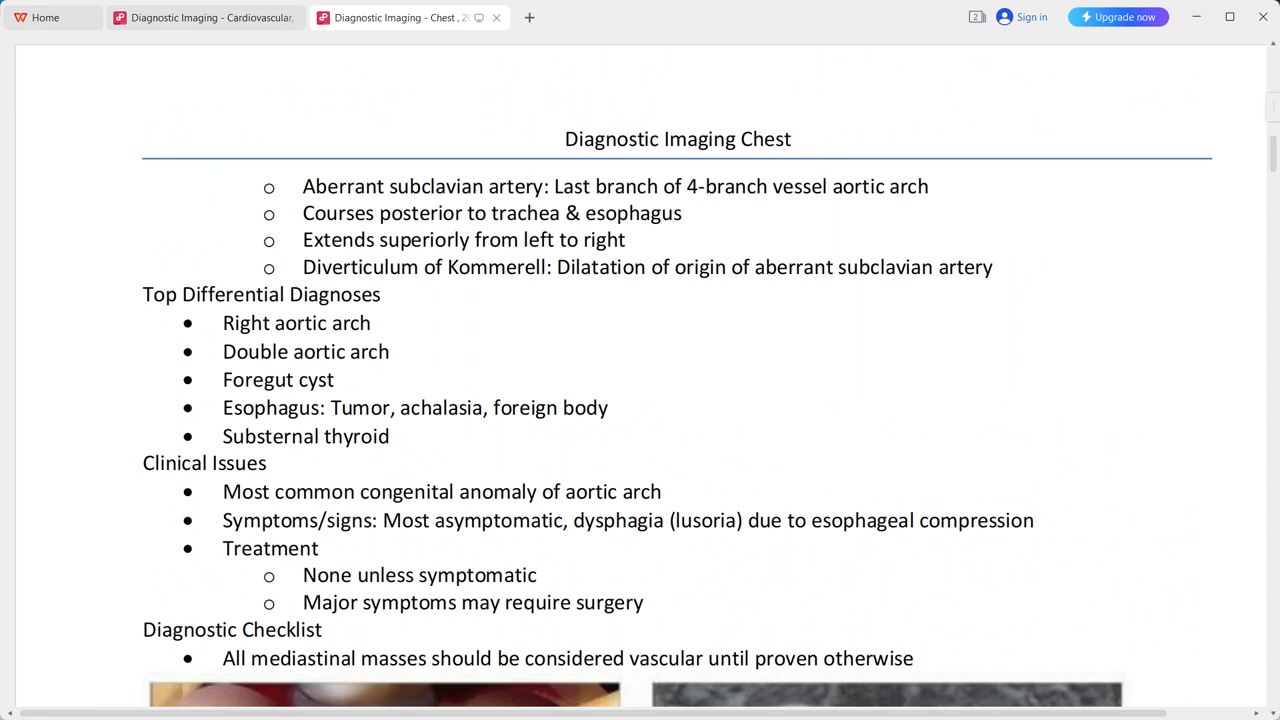 Home
Diagnostic Imaging - Cardiovascular,
Diagnostic Imaging - Chest , 2
2
Sign in
Upgrade now
Diagnostic Imaging Chest
o Aberrant subclavian artery: Last branch of 4-branch vessel aortic arch
o Courses posterior to trachea & esophagus
o Extends superiorly from left to right
o Diverticulum of Kommerell: Dilatation of origin of aberrant subclavian artery
Top Differential Diagnoses
• Right aortic arch
• Double aortic arch
• Foregut cyst
• Esophagus: Tumor, achalasia, foreign body
• Substernal thyroid
Clinical Issues
• Most common congenital anomaly of aortic arch
• Symptoms/signs: Most asymptomatic, dysphagia (lusoria) due to esophageal compression
• Treatment
o None unless symptomatic
o Major symptoms may require surgery
Diagnostic Checklist
• All mediastinal masses should be considered vascular until proven otherwise